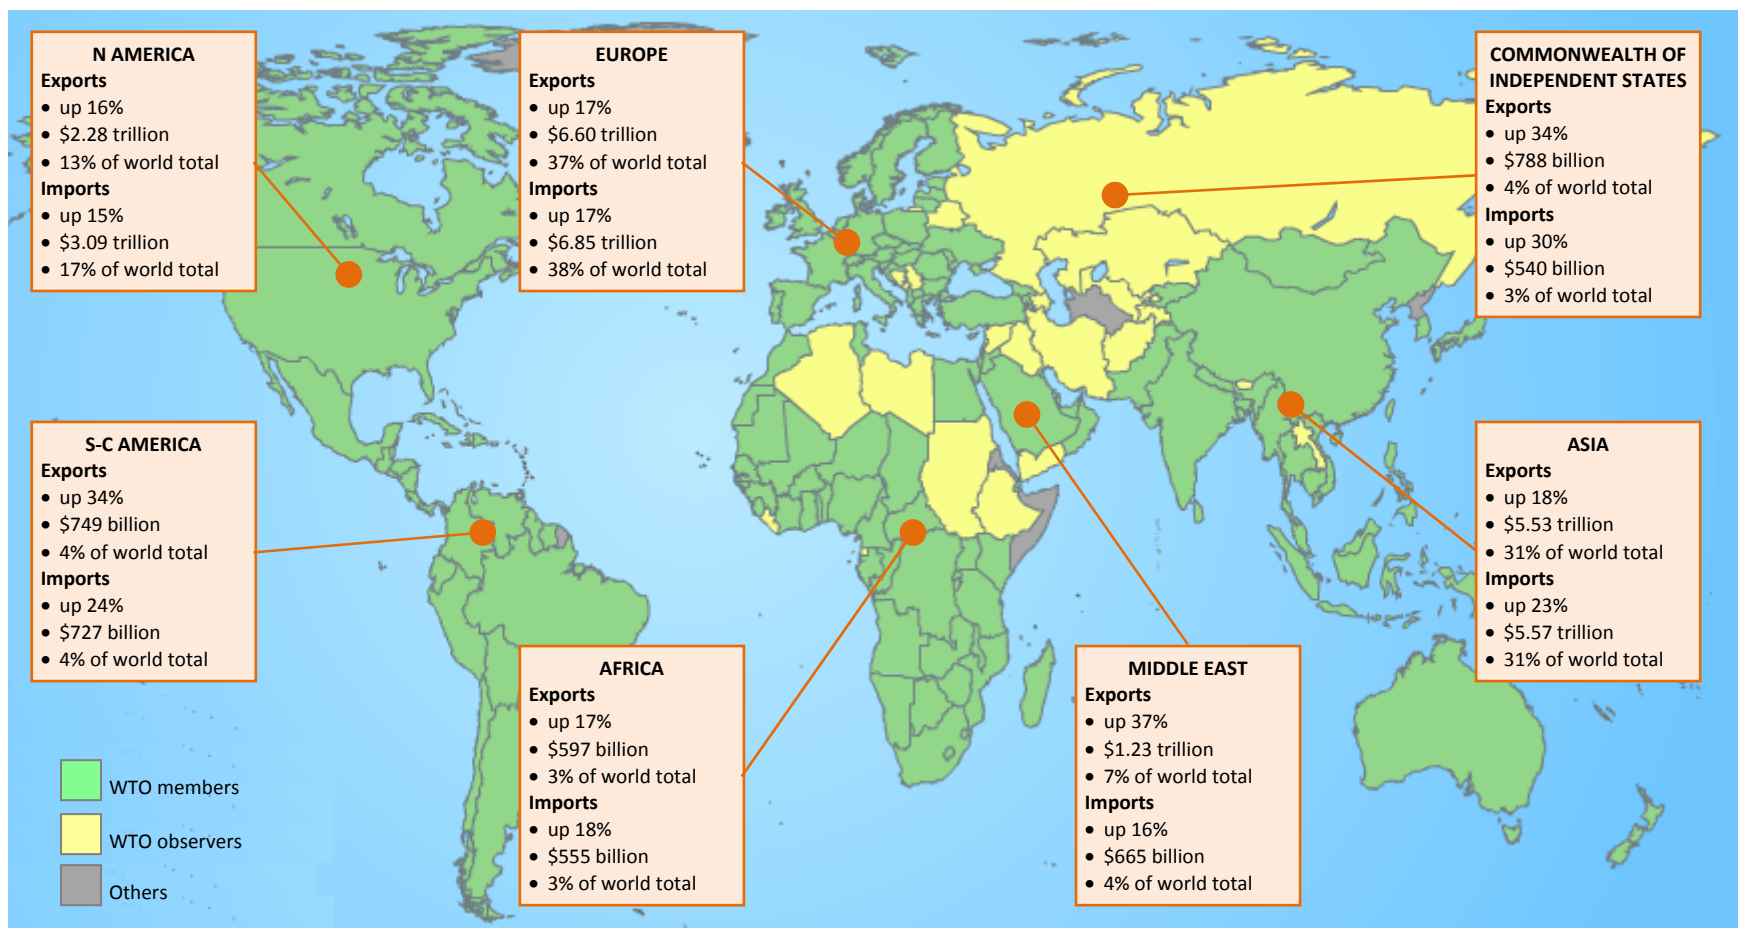 N AMERICA
Exports
• up 16%
• $2.28 trillion
• 13% of world total
Imports
• up 15%
• $3.09 trillion
• 17% of world total
EUROPE
Exports
• up 17%
• $6.60 trillion
• 37% of world total
Imports
• up 17%
• $6.85 trillion
• 38% of world total
COMMONWEALTH OF
INDEPENDENT STATES
Exports
• up 34%
• $788 billion
• 4% of world total
Imports
• up 30%
• $540 billion
• 3% of world total
S-C AMERICA
Exports
• up 34%
• $749 billion
• 4% of world total
Imports
• up 24%
• $727 billion
• 4% of world total
ASIA
Exports
• up 18%
• $5.53 trillion
• 31% of world total
Imports
• up 23%
• $5.57 trillion
• 31% of world total
AFRICA
Exports
• up 17%
• $597 billion
• 3% of world total
Imports
• up 18%
• $555 billion
• 3% of world total
MIDDLE EAST
Exports
• up 37%
• $1.23 trillion
• 7% of world total
Imports
• up 16%
• $665 billion
• 4% of world total
WTO members
WTO observers
Others